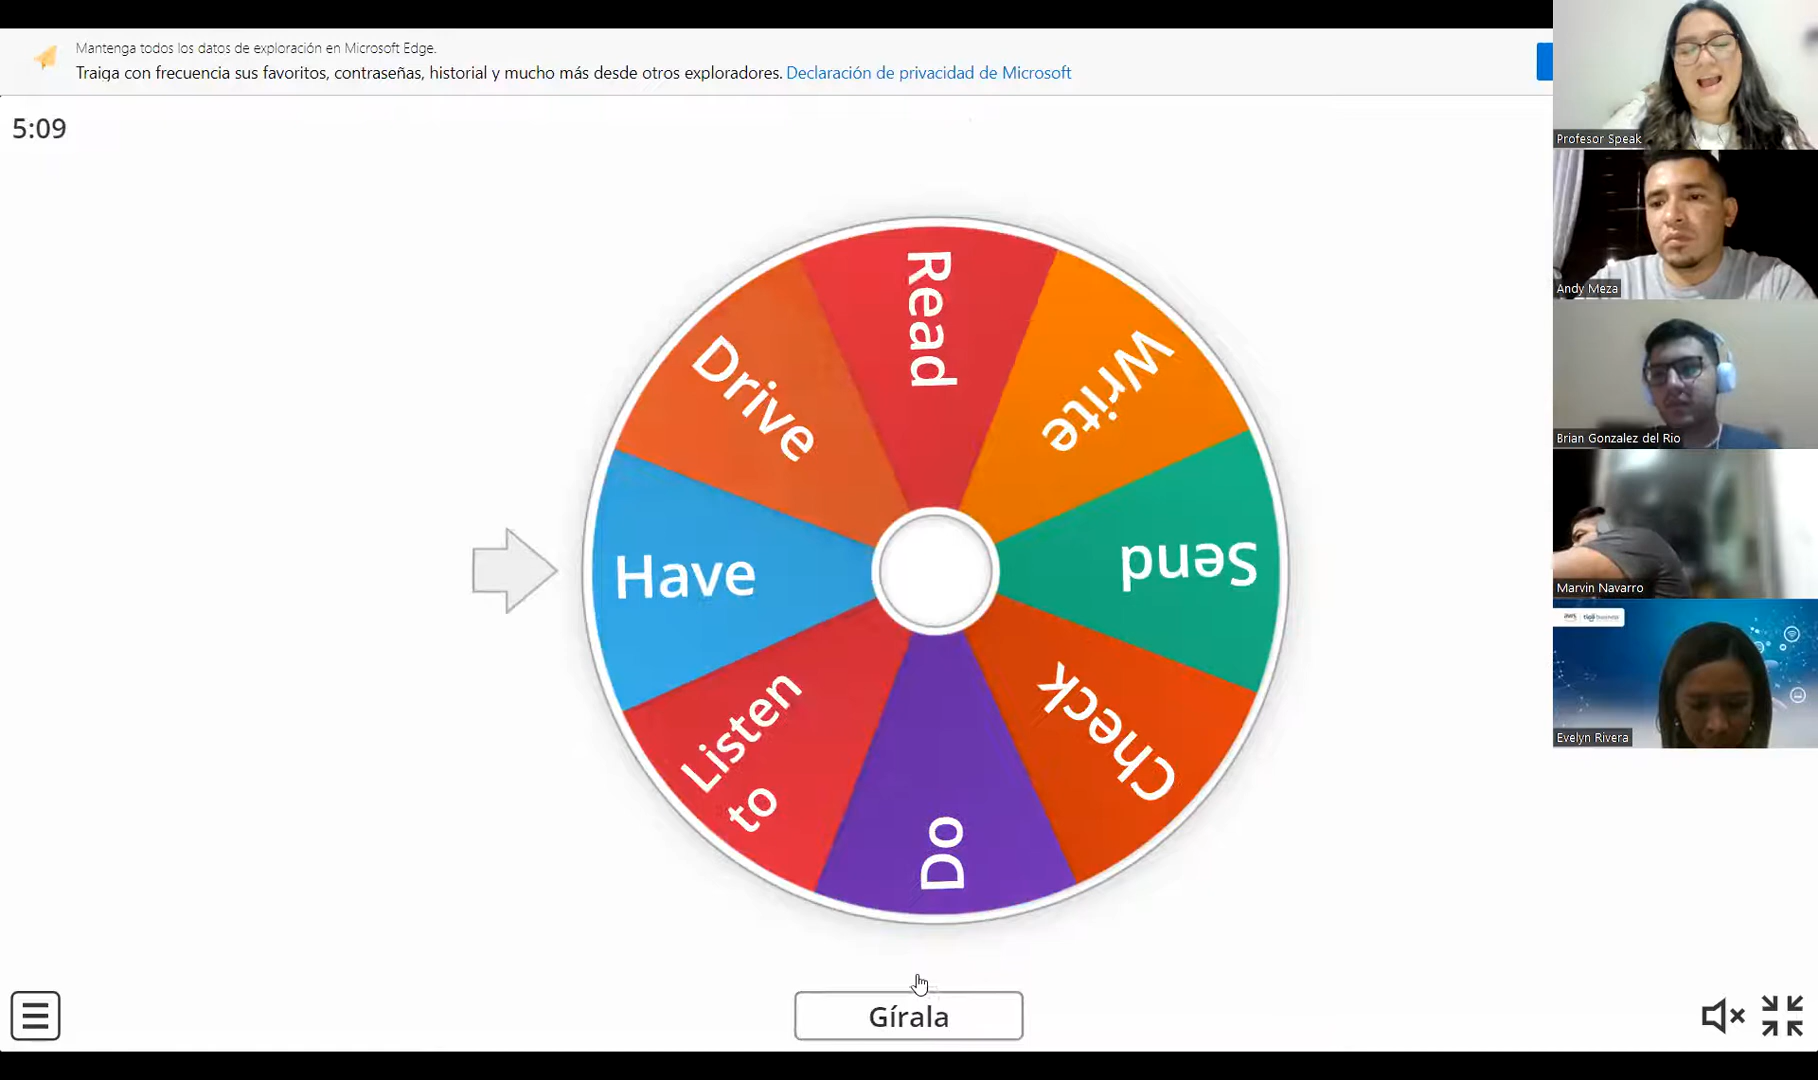 Mantenga todos los datos de exploración en Microsoft Edge.
Traiga con frecuencia sus favoritos, contraseñas, historial y mucho más desde otros exploradores. Declaración de privacidad de Microsoft
5:09
Read
Write
Drive
Have
Send
Listen
to
Do
Check
Gírala
Profesor Speak
Andy Meza
Brian Gonzalez del Rio
Marvin Navarro
aws
Evelyn Rivera